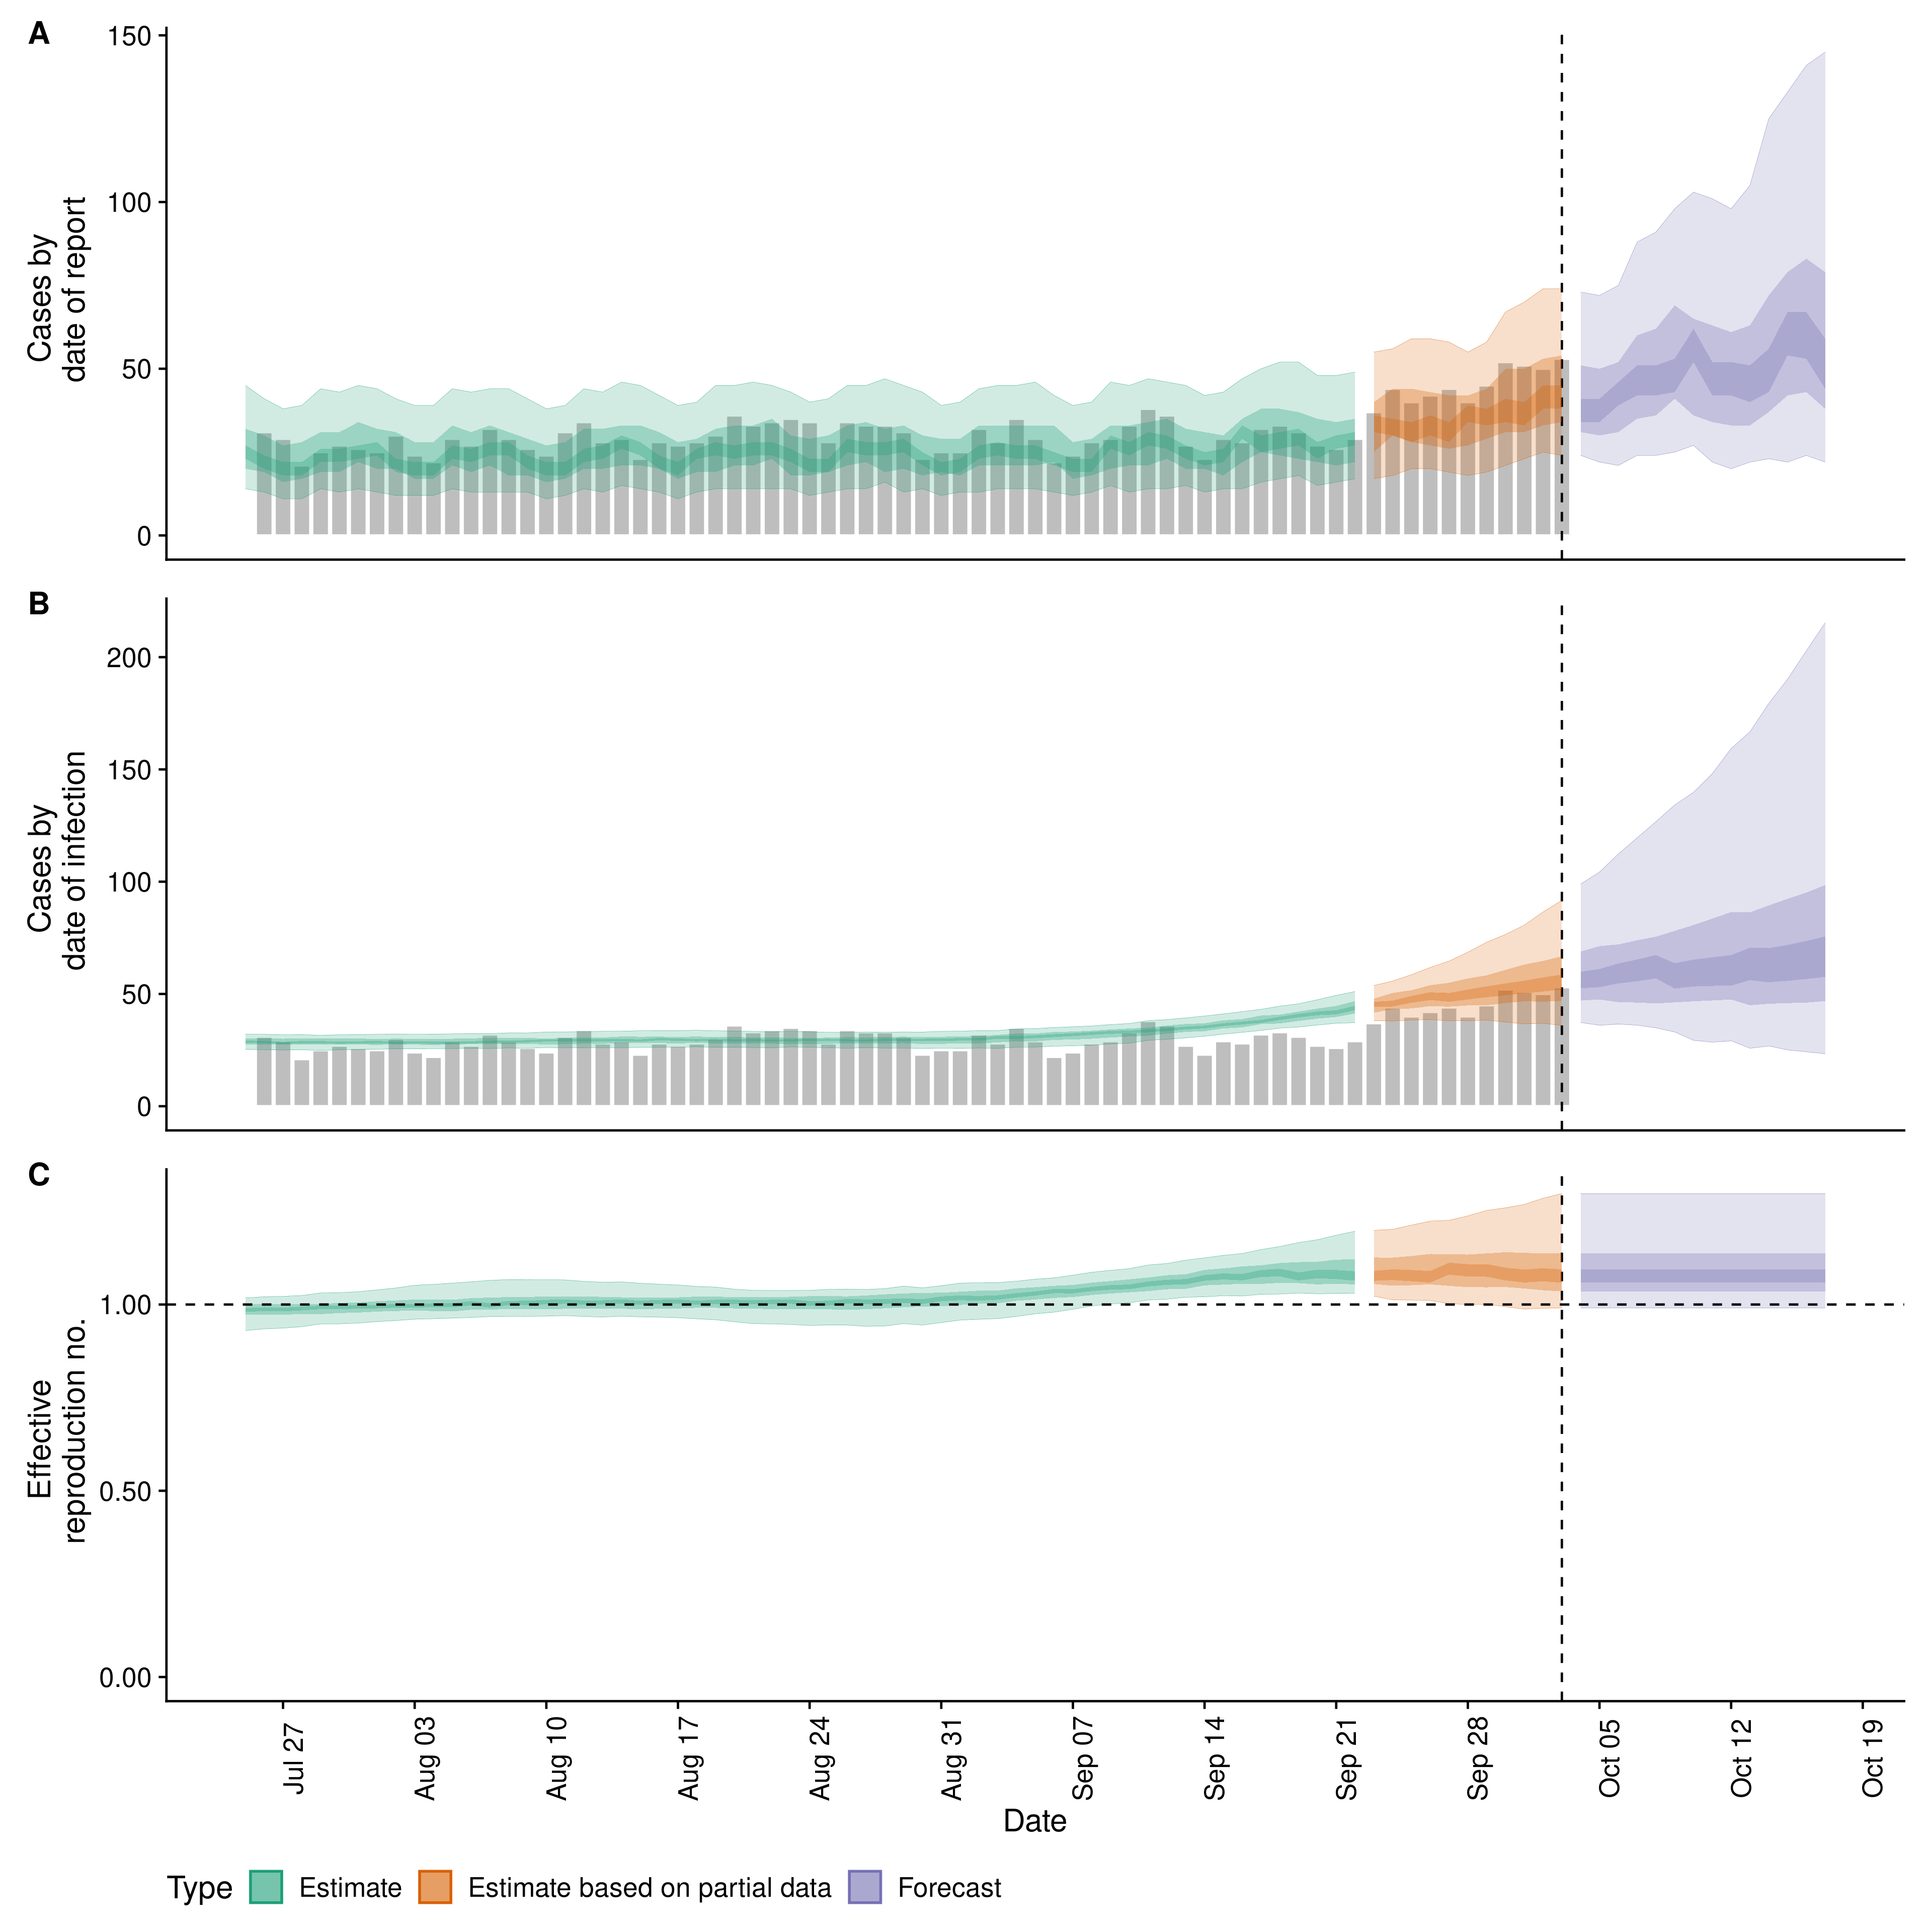 A
150
100
50
0
Cases by
date of report
B
200
150
100
50
0
Cases by
date of infection
C
1.00
0.50
0.00
Effective
reproduction no.
Jul 27
Aug 03
Aug 10
Aug 17
Aug 24
Aug 31
Sep 07
Sep 14
Sep 21
Sep 28
Oct 05
Oct 12
Oct 19
Date
Type Estimate Estimate based on partial data Forecast